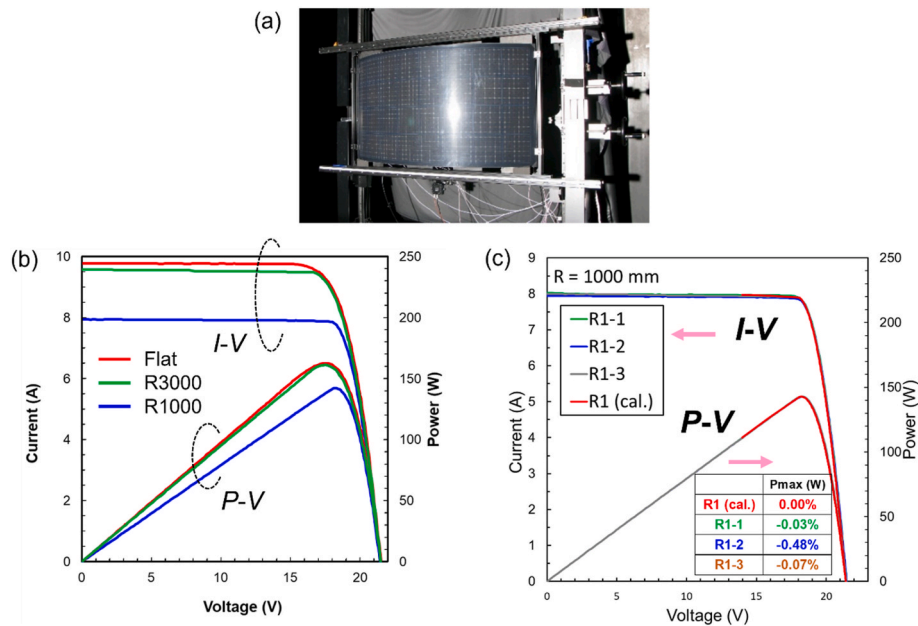 (a)
(b)
10
8
6
4
2
0
Current (A)
250
200
150
100
50
0
Power (W)
I-V
Flat
R3000
R1000
P-V
0
5
10
15
20
Voltage (V)
(c)
9
8
7
6
5
4
3
2
1
0
Current (A)
250
200
150
100
50
0
Power (W)
R = 1000 mm
R1-1
R1-2
R1-3
R1 (cal.)
I-V
P-V
Pmax (W)
R1 (cal.) 0.00%
R1-1 -0.03%
R1-2 -0.48%
R1-3 -0.07%
0
5
10
15
20
Voltage (V)